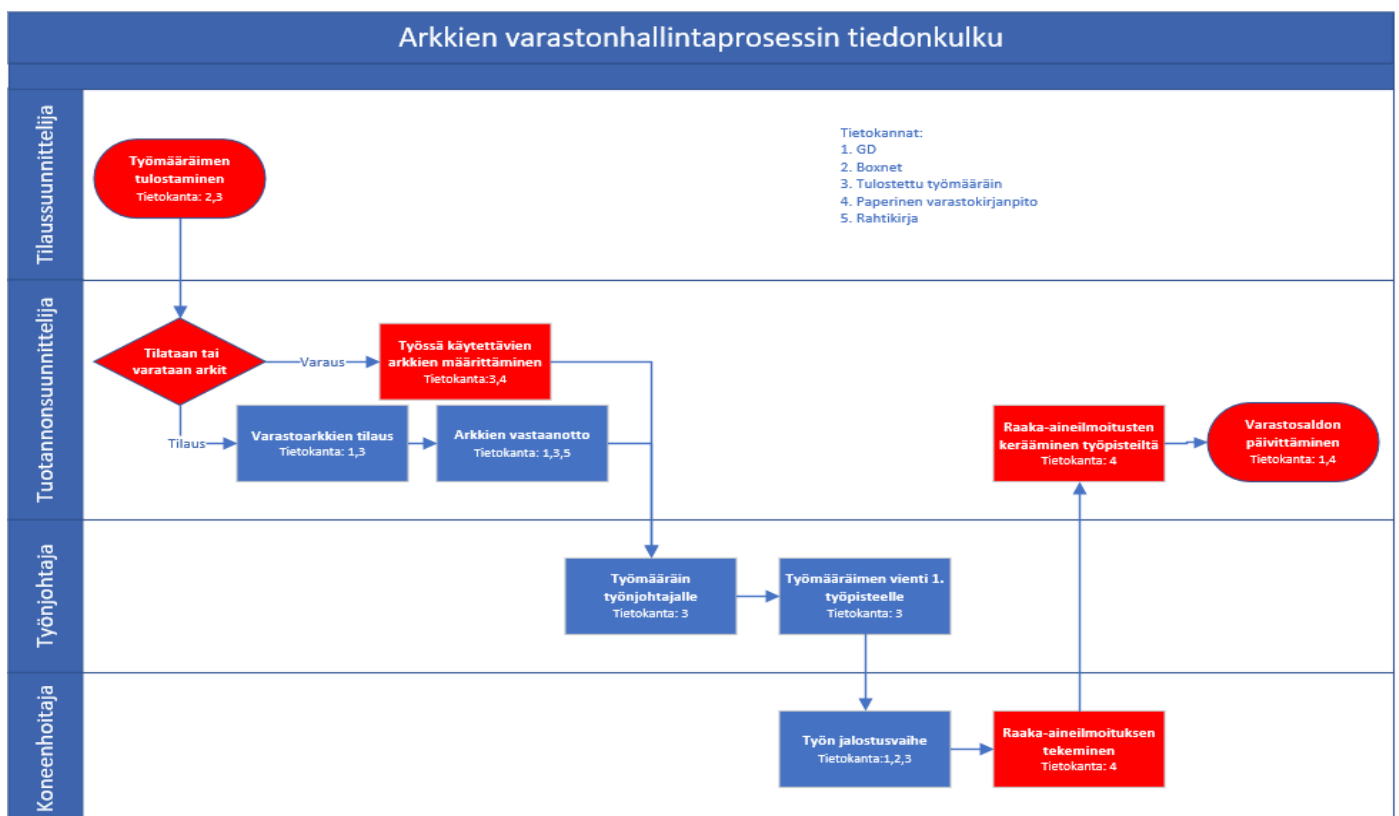 Arkkien varastonhallintaprosessin tiedonkulku
Tilaussuunnittelija
Työmääräimen
tulostaminen
Tietokanta: 2,3
Tietokannat:
1. GD
2. Boxnet
3. Tulostettu työmääräin
4. Paperinen varastokirjanpito
5. Rahtikirja
Tuotannonsuunnittelija
Tilataan tai
varataan arkit
Varaus
Työssä käytettävien
arkkien määrittäminen
Tietokanta:3,4
Tilaus
Varastoarkkien tilaus
Tietokanta: 1,3
Arkkien vastaanotto
Tietokanta: 1,3,5
Raaka-aineilmoitusten
kerääminen työpisteiltä
Tietokanta: 4
Varastosaldon
päivittäminen
Tietokanta: 1,4
Työnjohtaja
Työmääräin
työnjohtajalle
Tietokanta: 3
Työmääräimen vienti 1.
työpisteelle
Tietokanta: 3
Koneenhoitaja
Työn jalostusvaihe
Tietokanta:1,2,3
Raaka-aineilmoituksen
tekeminen
Tietokanta: 4